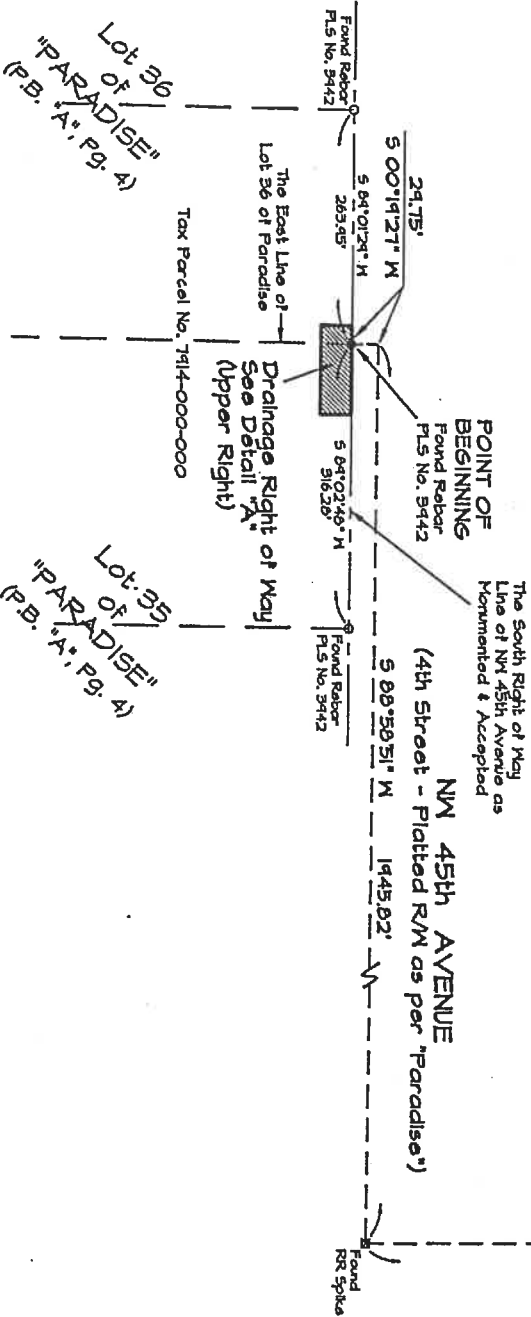 Lot 36
of
"PARADISE"
(P.B. "A", Pg. 4)
Found Rebar
PLS No. 3442
29.75'
S 00°19'27" W
S 89°01'29" W
263.95'
The East Line of
Lot 36 of Paradise
Tax Parcel No. 7914-000-000
POINT OF
BEGINNING
Found Rebar
PLS No. 3442
Drainage Right of Way
See Detail "A"
(Upper Right)
S 89°02'48" W
316.28'
Found Rebar
PLS No. 3442
Lot 35
of
"PARADISE"
(P.B. "A", Pg. 4)
The South Right of Way
Line of NW 45th Avenue as
Monumented & Accepted
NW 45th AVENUE
(4th Street - Platted R/W as per "Paradise")
S 88°58'51" W 1945.82'
Found
RR Spike